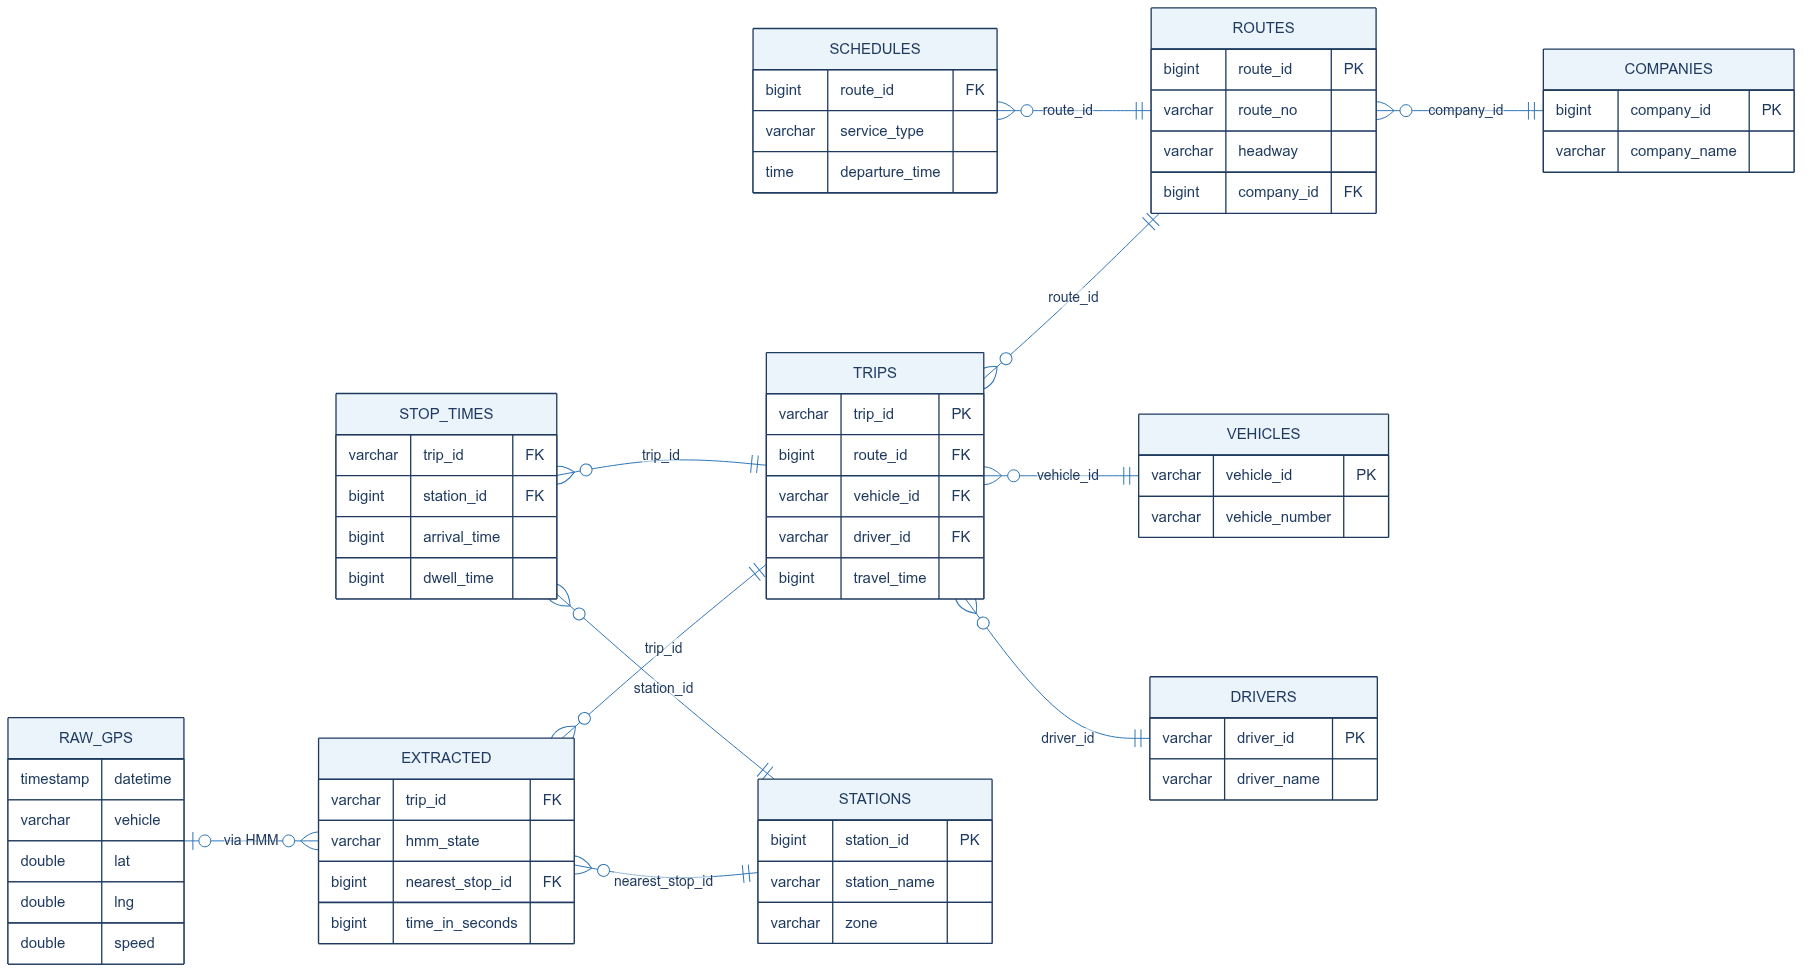 SCHEDULES
bigint route_id FK
varchar service_type
time departure_time
route_id
ROUTES
bigint route_id PK
varchar route_no
varchar headway
bigint company_id FK
company_id
COMPANIES
bigint company_id PK
varchar company_name
route_id
STOP_TIMES
varchar trip_id FK
bigint station_id FK
bigint arrival_time
bigint dwell_time
trip_id
TRIPS
varchar trip_id PK
bigint route_id FK
varchar vehicle_id FK
varchar driver_id FK
bigint travel_time
vehicle_id
VEHICLES
varchar vehicle_id PK
varchar vehicle_number
trip_id
station_id
driver_id
DRIVERS
varchar driver_id PK
varchar driver_name
RAW_GPS
timestamp datetime
varchar vehicle
double lat
double lng
double speed
via HMM
EXTRACTED
varchar trip_id FK
varchar hmm_state
bigint nearest_stop_id FK
bigint time_in_seconds
nearest_stop_id
STATIONS
bigint station_id PK
varchar station_name
varchar zone